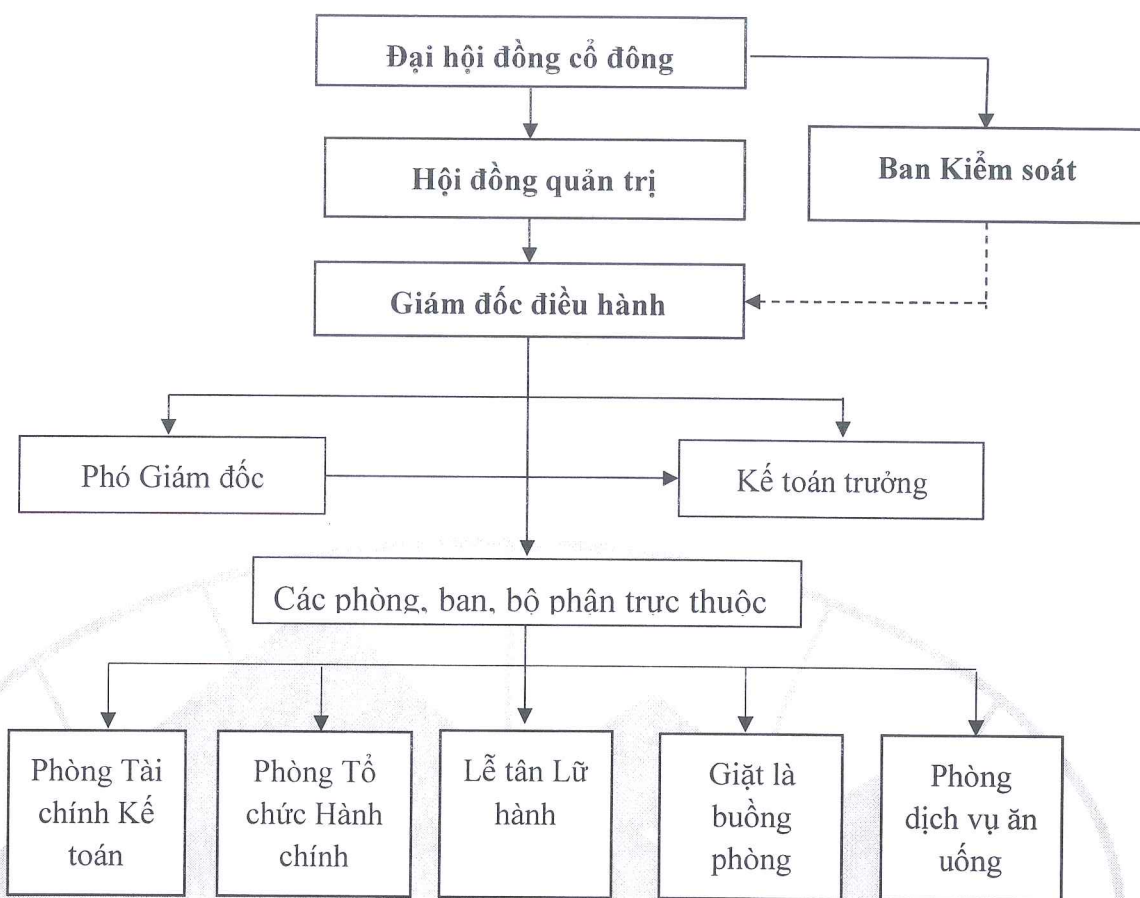 Đại hội đồng cổ đông
Ban Kiểm soát
Hội đồng quản trị
Giám đốc điều hành
Phó Giám đốc
Kế toán trưởng
Các phòng, ban, bộ phận trực thuộc
Phòng Tài
chính Kế
toán
Phòng Tổ
chức Hành
chính
Lễ tân Lữ
hành
Giặt là
buồng
phòng
Phòng
dịch vụ ăn
uống